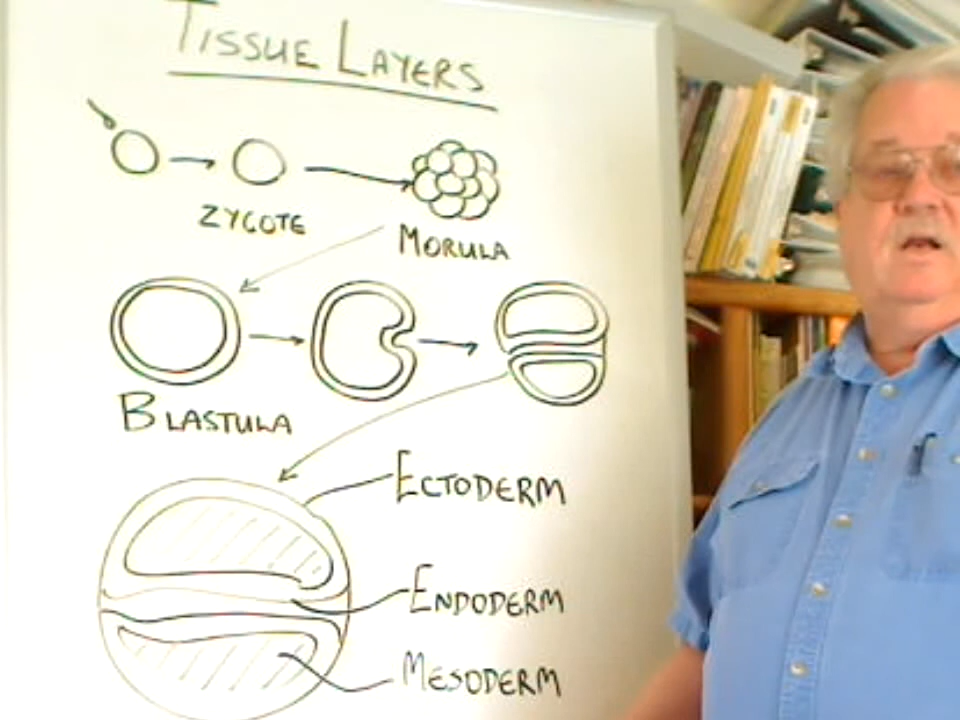 TISSUE LAYERS
ZYGOTE
MORULA
BLASTULA
ECTODERM
ENDODERM
MESODERM